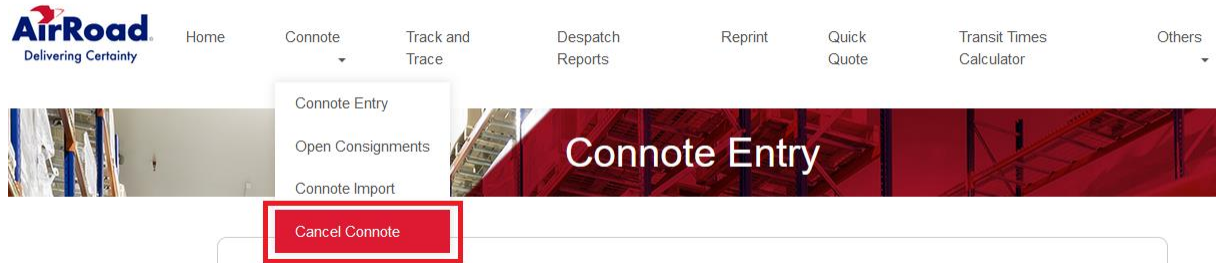 AirRoad
Delivering Certainty
Home
Connote
Track and
Trace
Despatch
Reports
Reprint
Quick
Quote
Transit Times
Calculator
Others
Connote Entry
Open Consignments
Connote Import
Cancel Connote
Connote Entry